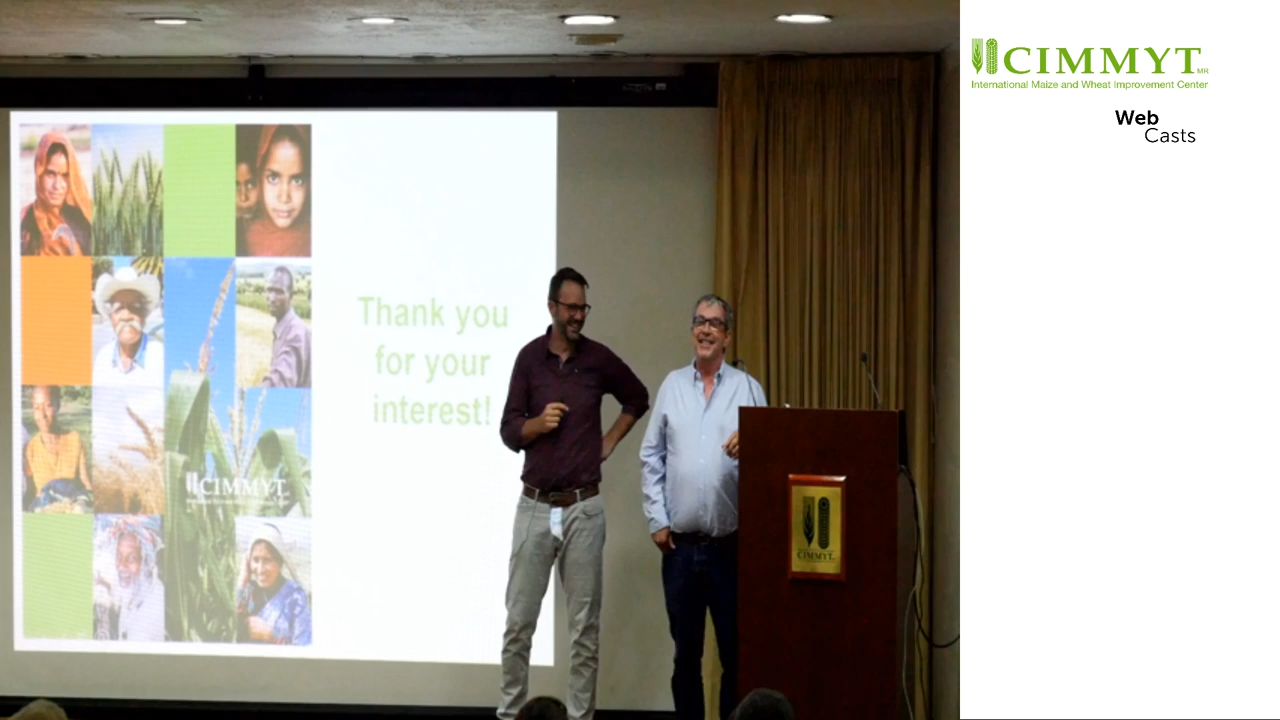 CIMMYT MR
International Maize and Wheat Improvement Center
Web
Casts
Thank you
for your
interest!
CIMMYT
CIMMYT